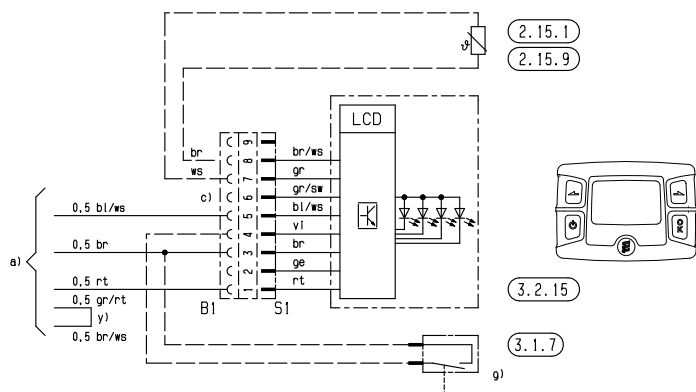 2.15.1
ϑ
2.15.9
LCD
br
ws
c)
9
8
7
6
5
4
3
2
1
br/ws
gr
gr/sw
bl/ws
vi
br
ge
rt
a)
0,5 bl/ws
0,5 br
0,5 rt
0,5 gr/rt
y)
0,5 br/ws
B1
S1
OK
3.2.15
3.1.7
g)